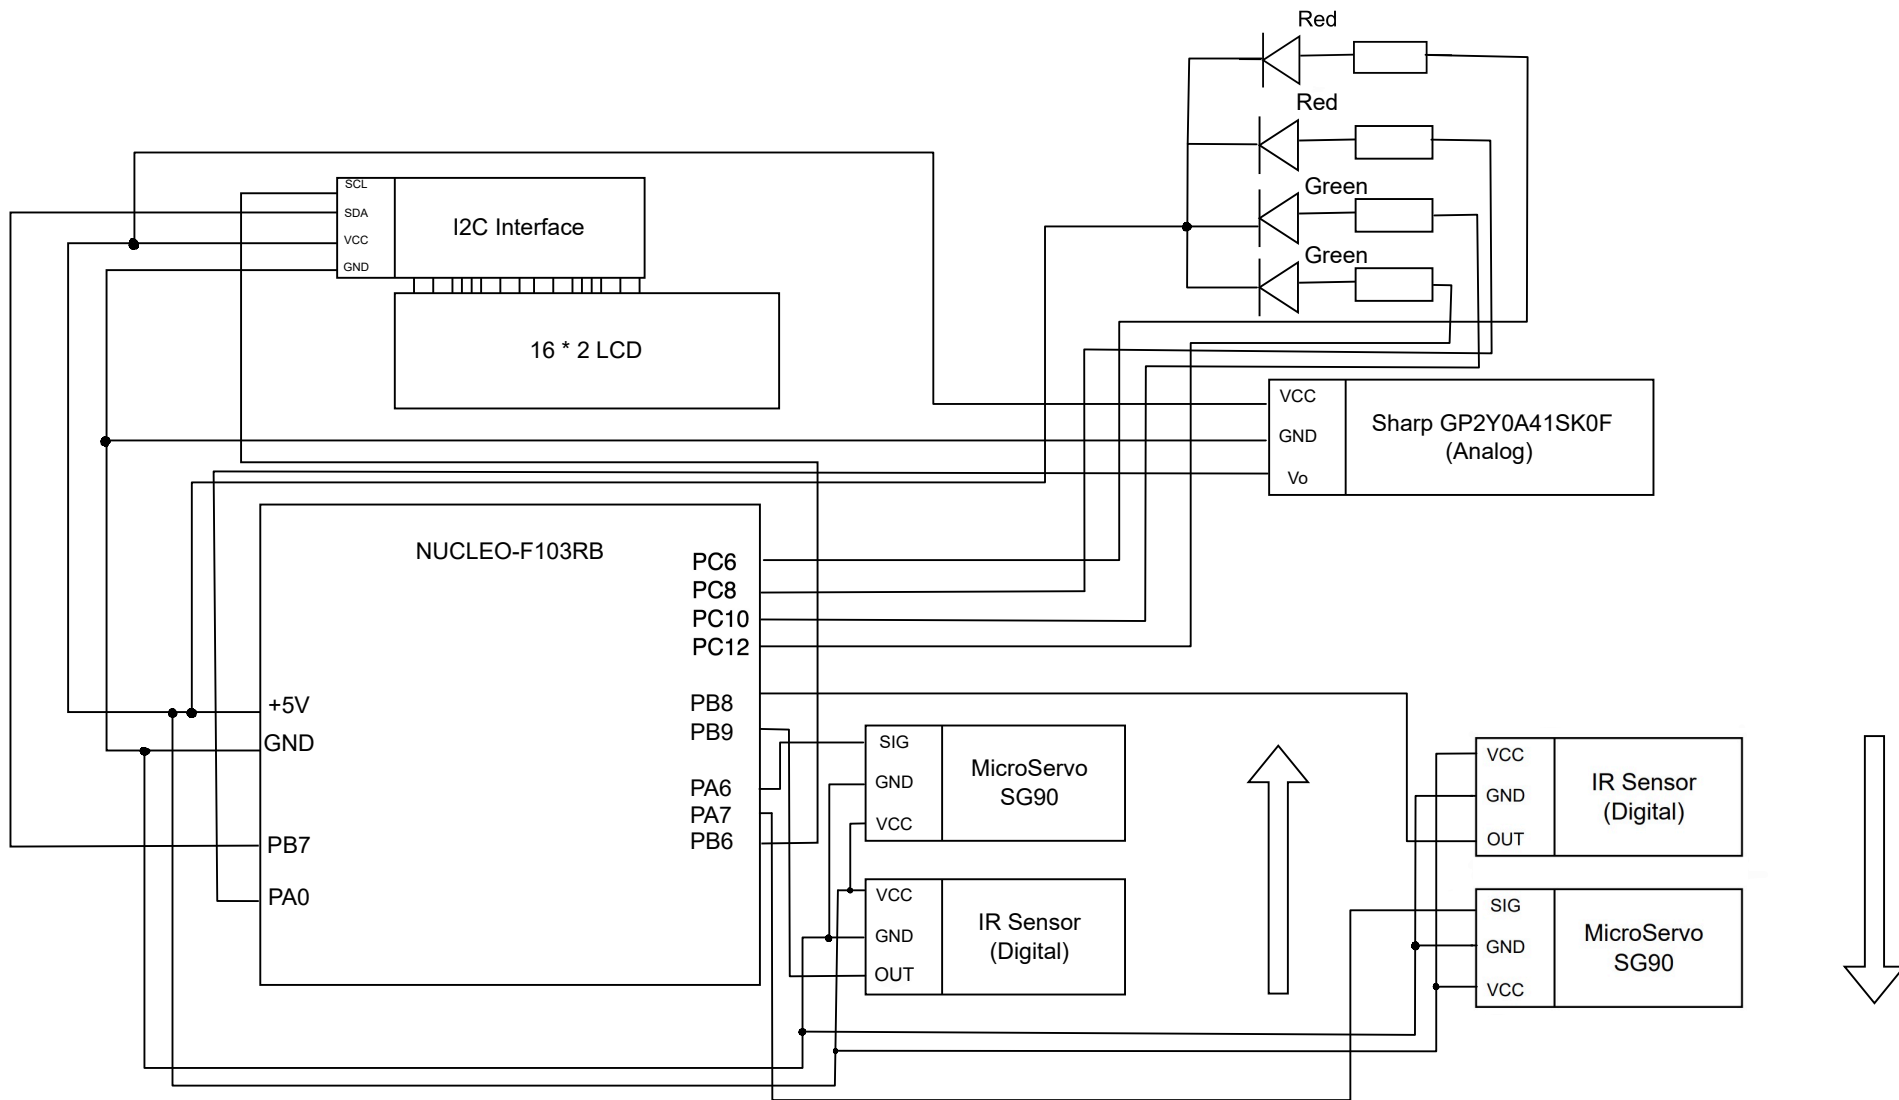 Red
Red
Green
Green
SCL
SDA
VCC
GND
I2C Interface
16 * 2 LCD
VCC
GND
Vo
Sharp GP2Y0A41SK0F
(Analog)
NUCLEO-F103RB
PC6
PC8
PC10
PC12
PB8
PB9
PA6
PA7
PB6
+5V
GND
PB7
PA0
SIG
GND
VCC
MicroServo
SG90
VCC
GND
OUT
IR Sensor
(Digital)
VCC
GND
OUT
IR Sensor
(Digital)
SIG
GND
VCC
MicroServo
SG90